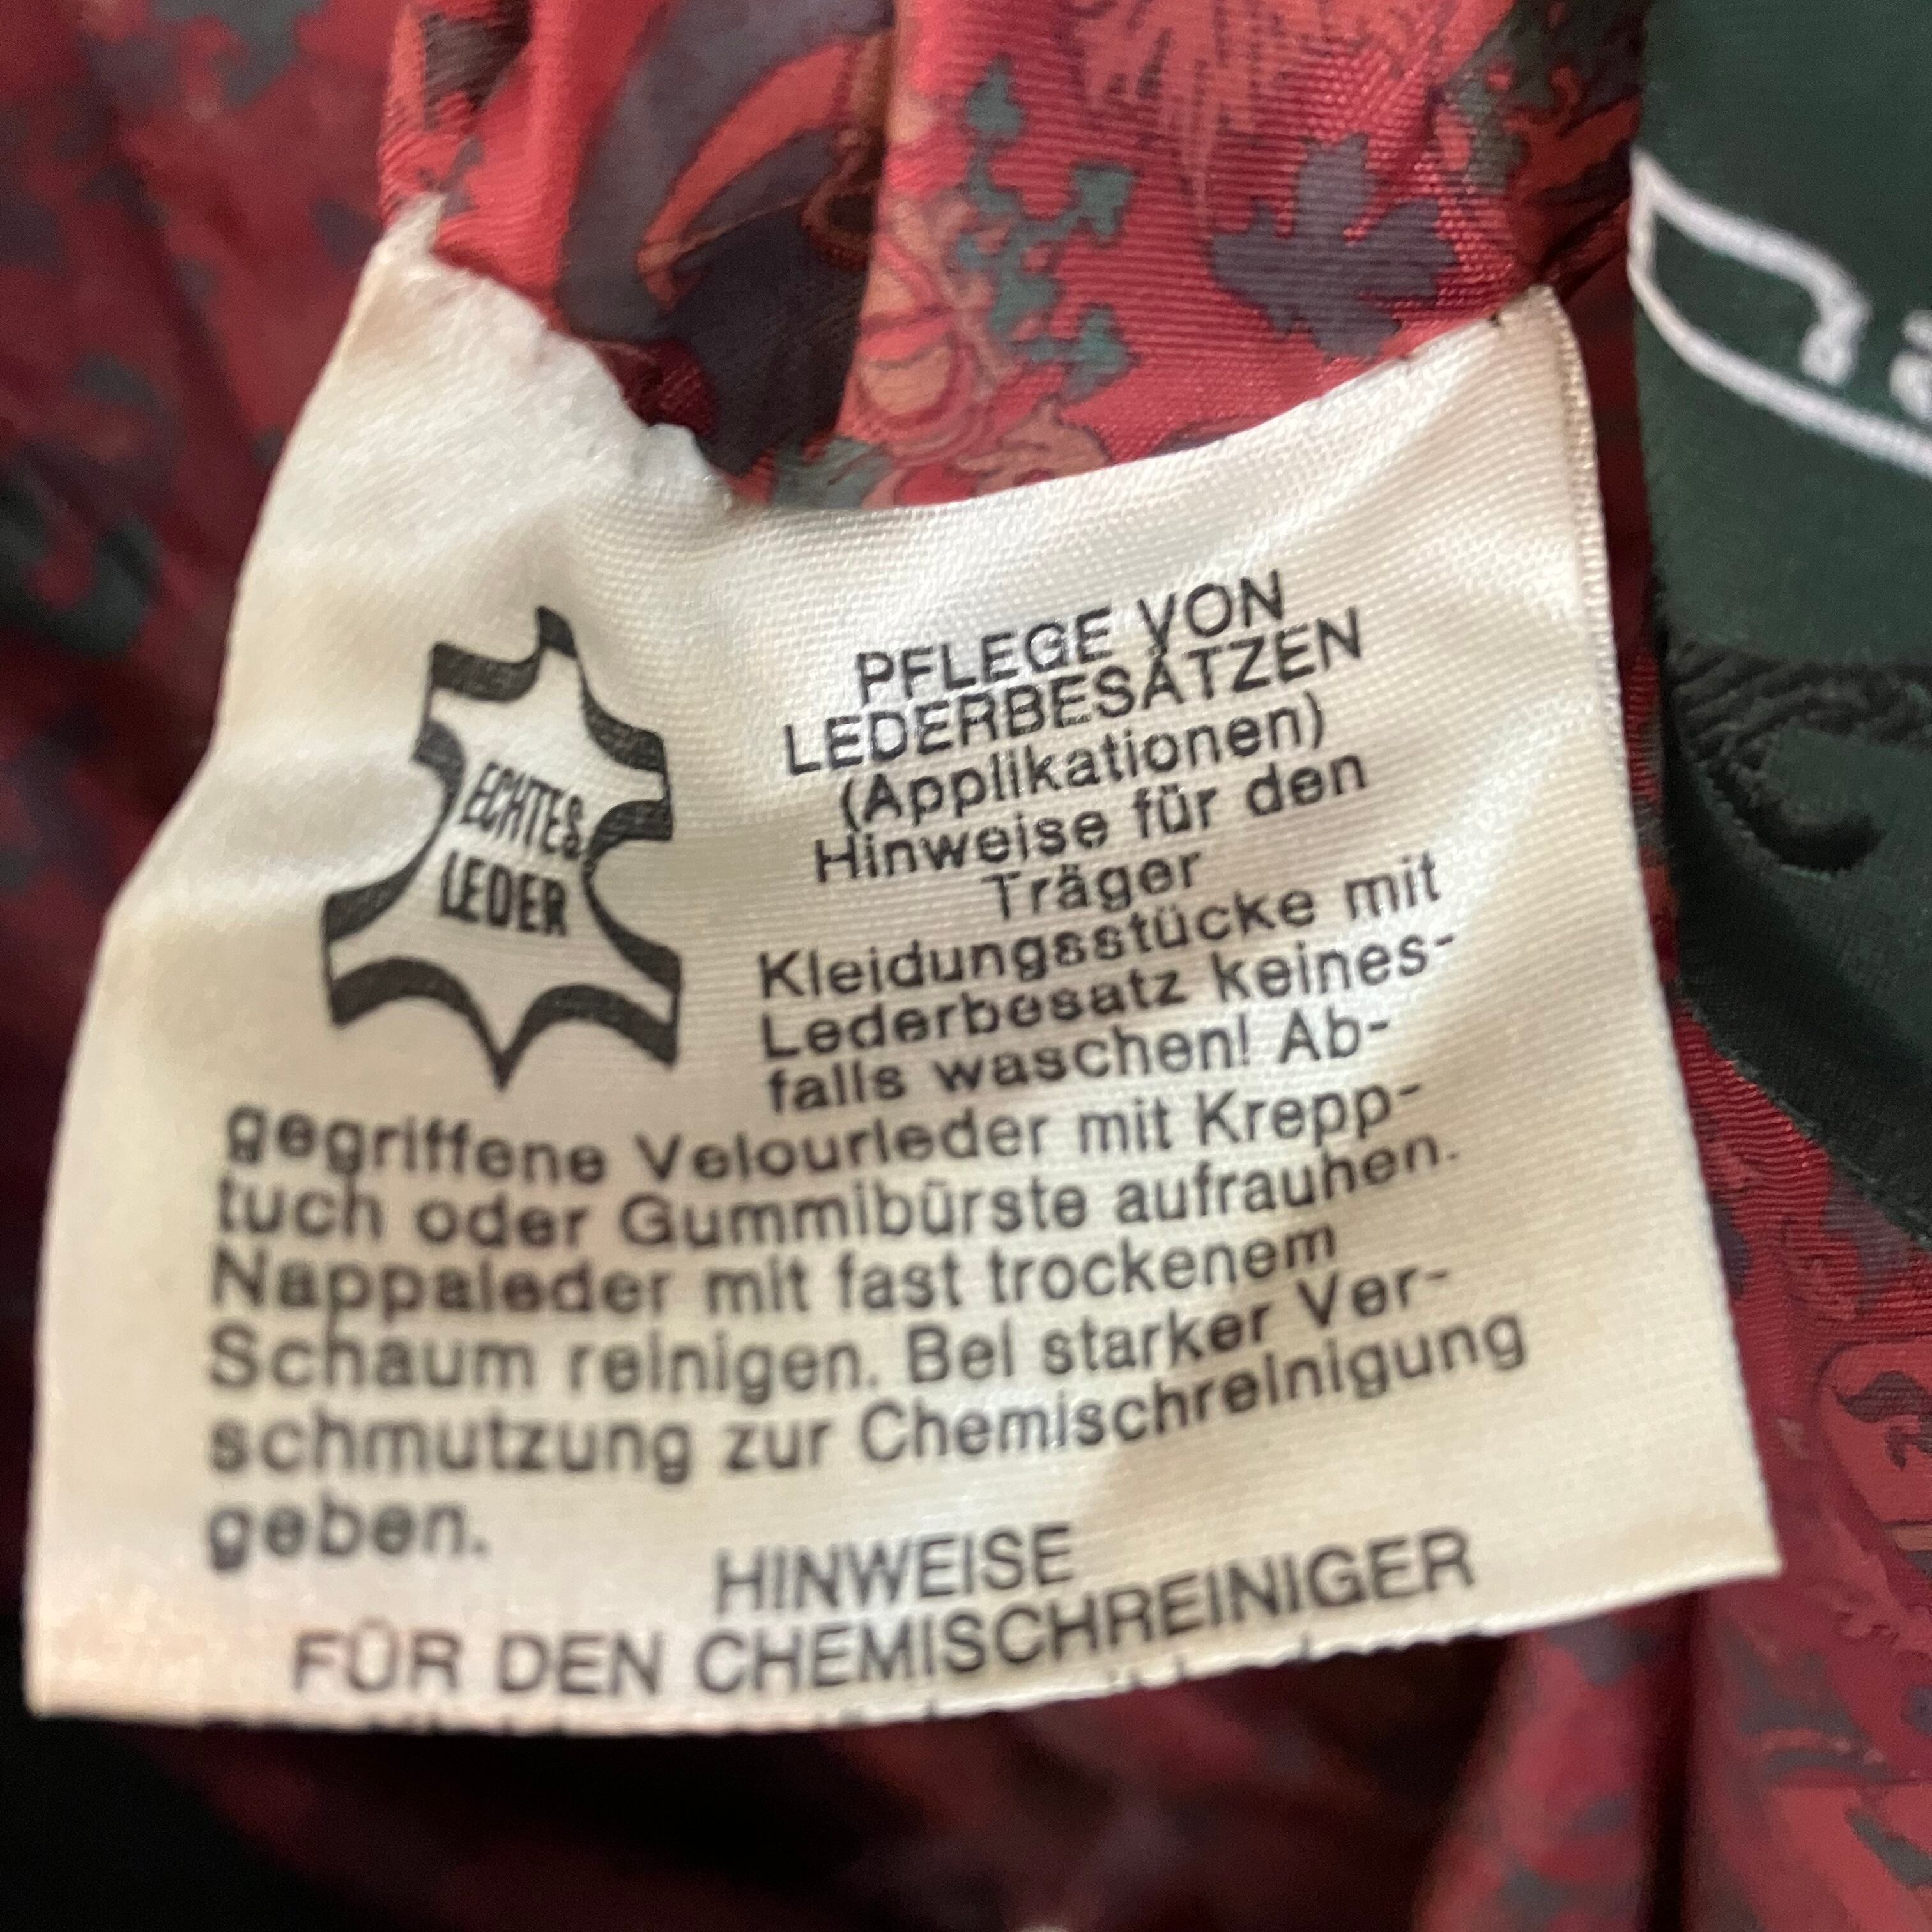 ECHTES
LEDER
PFLEGE VON
LEDERBESÄTZEN
(Applikationen)
Hinweise für den
Träger
Kleidungsstücke mit
Lederbesatz keines-
falls waschen! Ab-
gegriffene Velourleder mit Krepp-
tuch oder Gummibürste aufrauhen.
Nappaleder mit fast trockenem
Schaum reinigen. Bei starker Ver-
schmutzung zur Chemischreinigung
geben.
HINWEISE
FÜR DEN CHEMISCHREINIGER